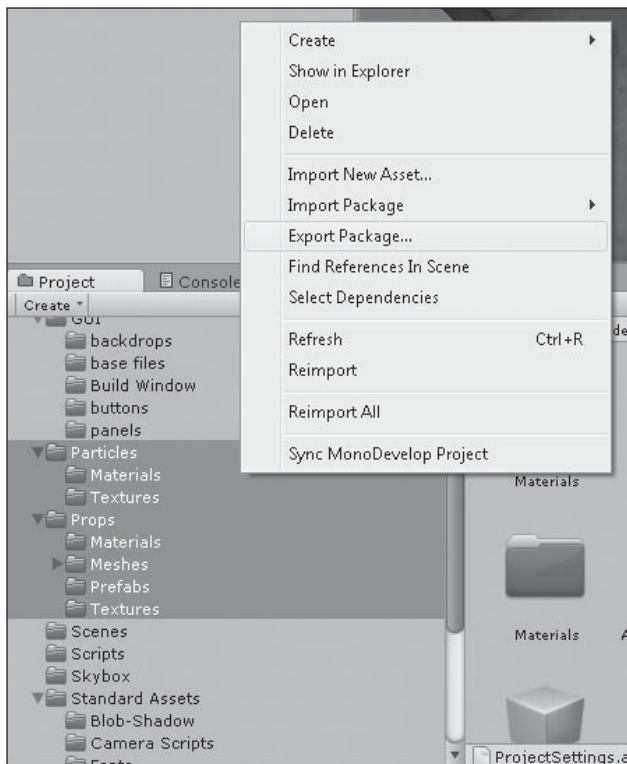 Create
Show in Explorer
Open
Delete
Import New Asset...
Import Package
Export Package...
Find References In Scene
Select Dependencies
Refresh Ctrl+R
Reimport
Reimport All
Sync MonoDevelop Project
Project Console
Create
GUI
backdrops
base files
Build Window
buttons
panels
Particles
Materials
Textures
Props
Materials
Meshes
Prefabs
Textures
Scenes
Scripts
Skybox
Standard Assets
Blob-Shadow
Camera Scripts
Fonts
Materials
Materials
ProjectSettings.a